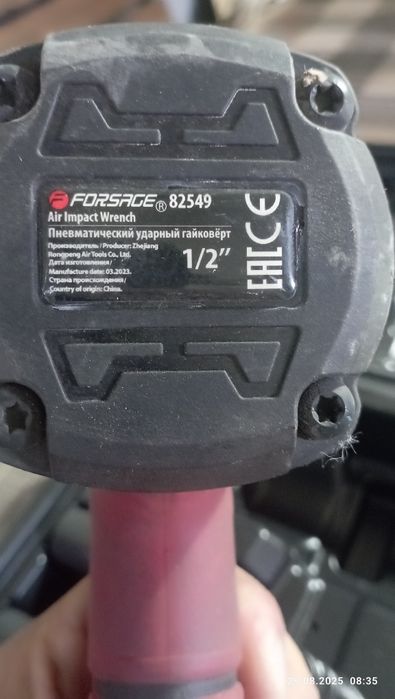 FORSAGE® 82549
Air Impact Wrench
Пневматический ударный гайковёрт
Производитель / Producer: Zhejiang
Rongpeng Air Tools Co., Ltd.
Дата изготовления /
Manufacture date: 03.2023.
Страна происхождения /
Country of origin: China.
1/2”
EAC CE
08.2025 08:35